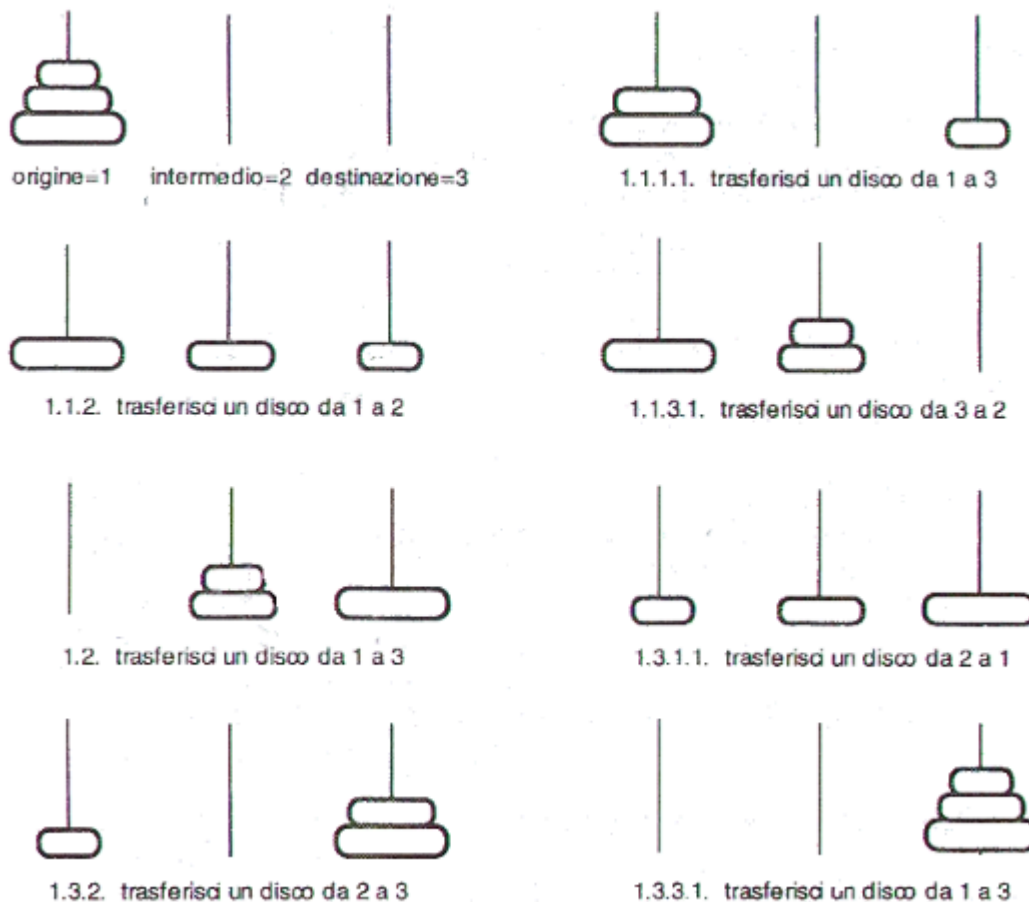 origine=1 intermedio=2 destinazione=3
1.1.1.1. trasferisci un disco da 1 a 3
1.1.2. trasferisci un disco da 1 a 2
1.1.3.1. trasferisci un disco da 3 a 2
1.2. trasferisci un disco da 1 a 3
1.3.1.1. trasferisci un disco da 2 a 1
1.3.2. trasferisci un disco da 2 a 3
1.3.3.1. trasferisci un disco da 1 a 3